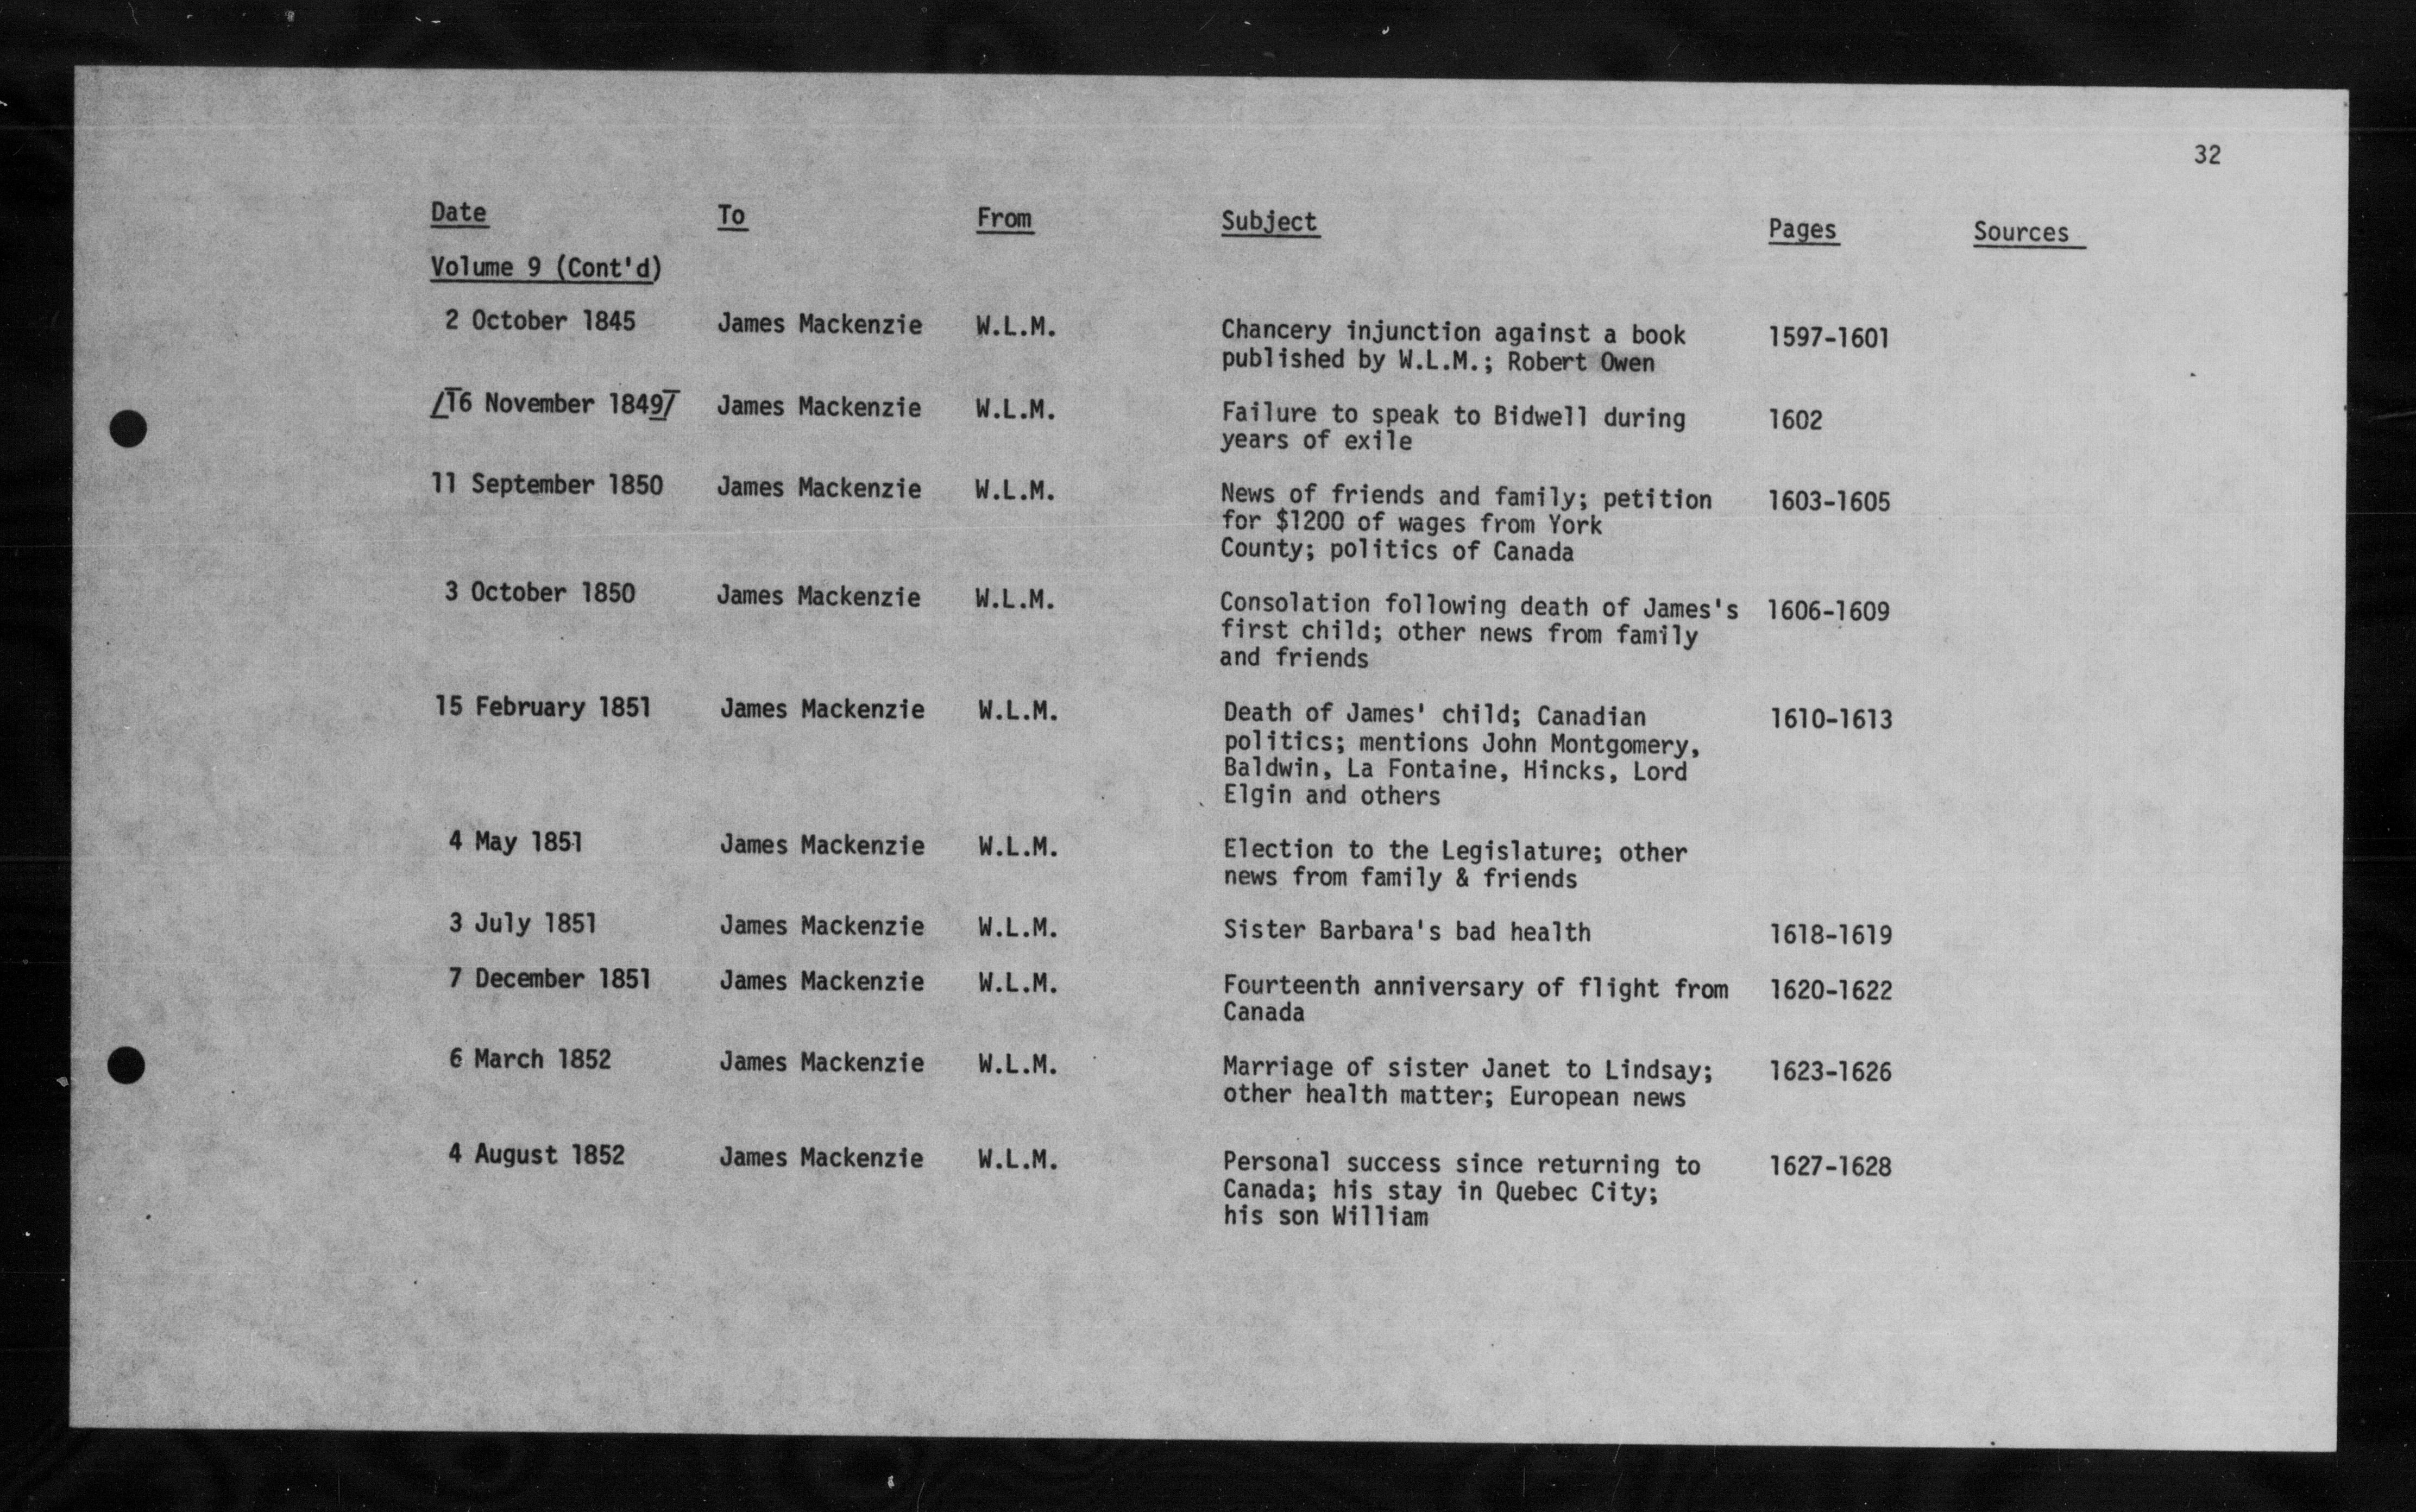 32
Date To From Subject Pages Sources
Volume 9 (Cont'd)
2 October 1845 James Mackenzie W.L.M. Chancery injunction against a book 1597-1601
published by W.L.M.; Robert Owen
[16 November 1849] James Mackenzie W.L.M. Failure to speak to Bidwell during 1602
years of exile
11 September 1850 James Mackenzie W.L.M. News of friends and family; petition 1603-1605
for $1200 of wages from York
County; politics of Canada
3 October 1850 James Mackenzie W.L.M. Consolation following death of James's 1606-1609
first child; other news from family
and friends
15 February 1851 James Mackenzie W.L.M. Death of James' child; Canadian 1610-1613
politics; mentions John Montgomery,
Baldwin, La Fontaine, Hincks, Lord
Elgin and others
4 May 1851 James Mackenzie W.L.M. Election to the Legislature; other
news from family & friends
3 July 1851 James Mackenzie W.L.M. Sister Barbara's bad health 1618-1619
7 December 1851 James Mackenzie W.L.M. Fourteenth anniversary of flight from 1620-1622
Canada
6 March 1852 James Mackenzie W.L.M. Marriage of sister Janet to Lindsay; 1623-1626
other health matter; European news
4 August 1852 James Mackenzie W.L.M. Personal success since returning to 1627-1628
Canada; his stay in Quebec City;
his son William